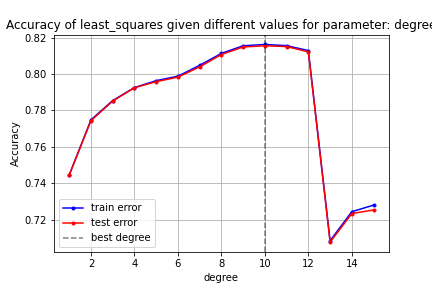 Accuracy of least_squares given different values for parameter: degree
0.82
0.80
0.78
0.76
0.74
0.72
Accuracy
train error
test error
best degree
2
4
6
8
10
12
14
degree